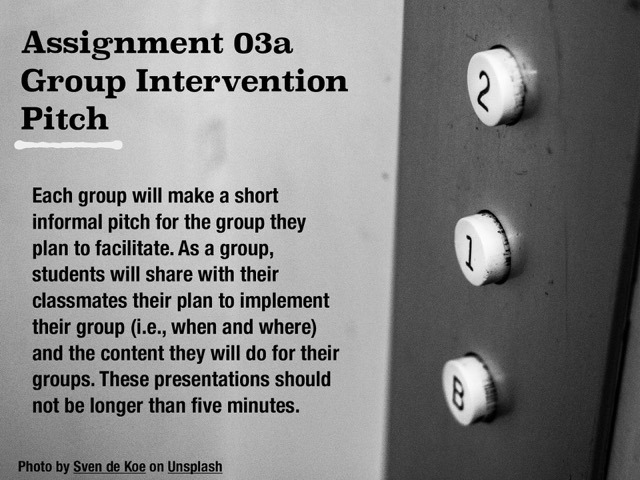 Assignment 03a
Group Intervention
Pitch
Each group will make a short
informal pitch for the group they
plan to facilitate. As a group,
students will share with their
classmates their plan to implement
their group (i.e., when and where)
and the content they will do for their
groups. These presentations should
not be longer than five minutes.
Photo by Sven de Koe on Unsplash
2
1
B